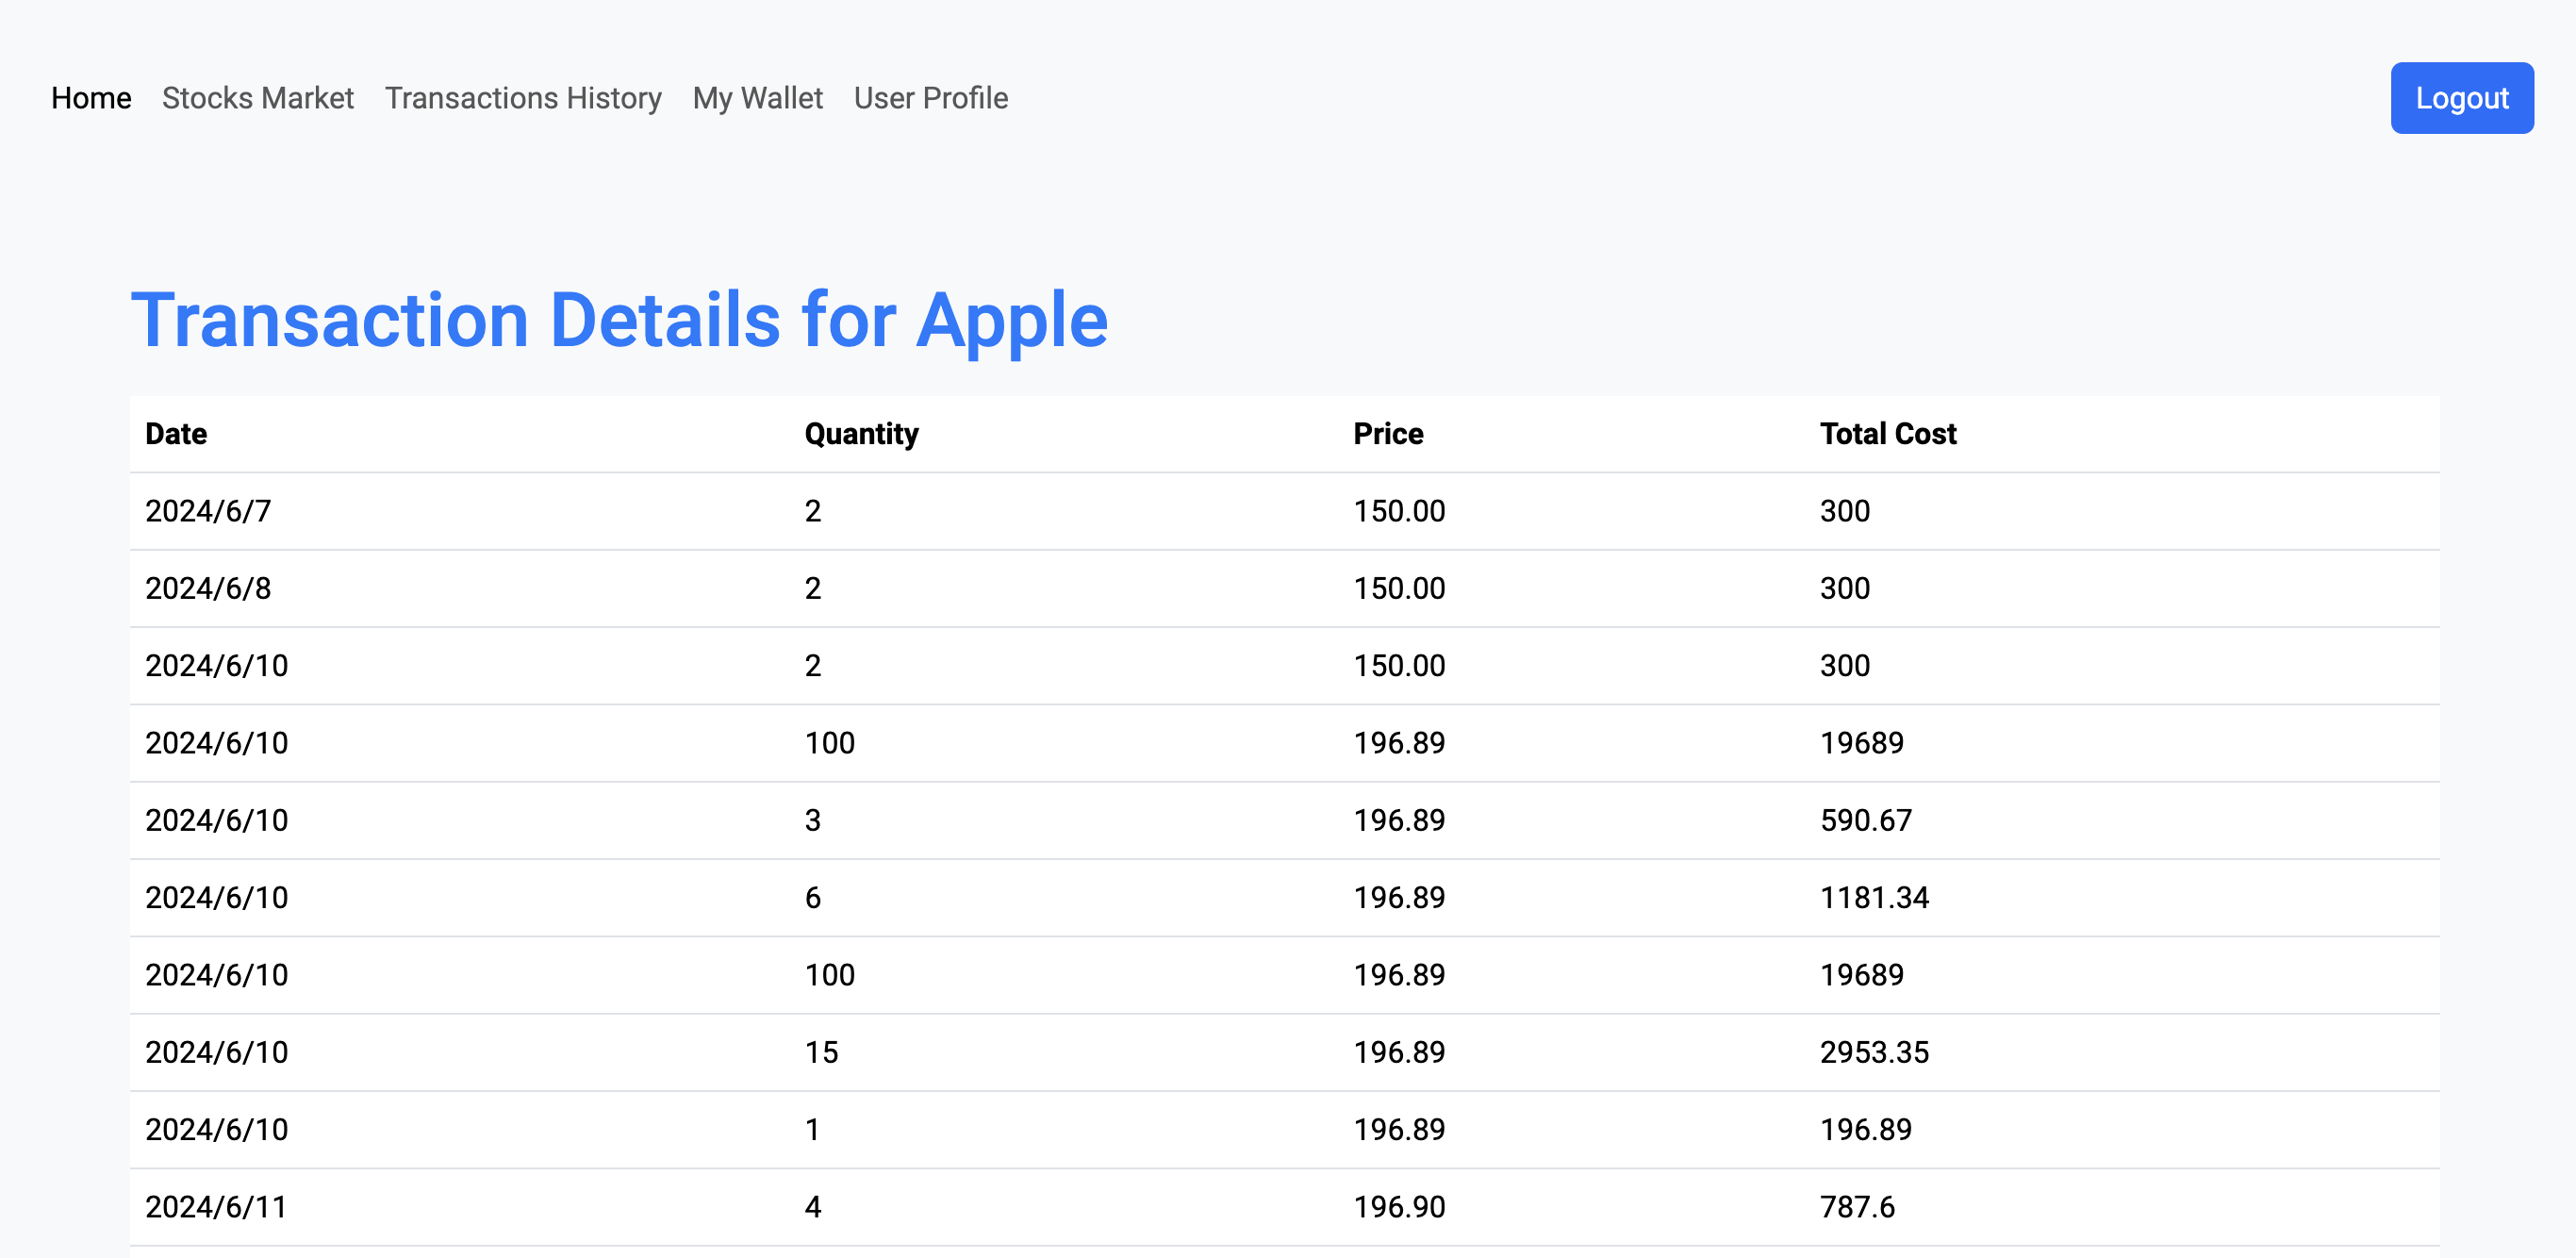 Home Stocks Market Transactions History My Wallet User Profile Logout
Transaction Details for Apple
Date Quantity Price Total Cost
2024/6/7 2 150.00 300
2024/6/8 2 150.00 300
2024/6/10 2 150.00 300
2024/6/10 100 196.89 19689
2024/6/10 3 196.89 590.67
2024/6/10 6 196.89 1181.34
2024/6/10 100 196.89 19689
2024/6/10 15 196.89 2953.35
2024/6/10 1 196.89 196.89
2024/6/11 4 196.90 787.6